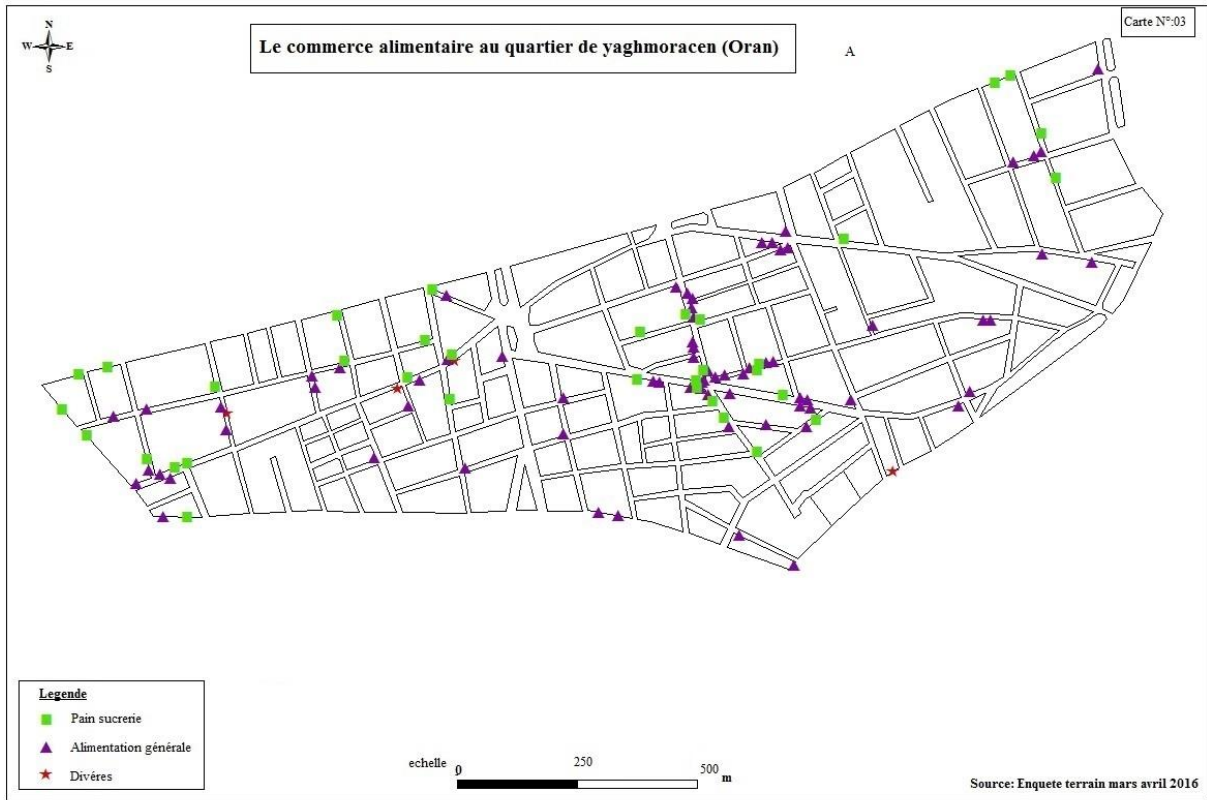 Carte N°:03
N
W E
S
Le commerce alimentaire au quartier de yaghmoracen (Oran)
A
Legende
Pain sucrerie
Alimentation générale
Divéres
echelle
0 250 500 m
Source: Enquete terrain mars avril 2016